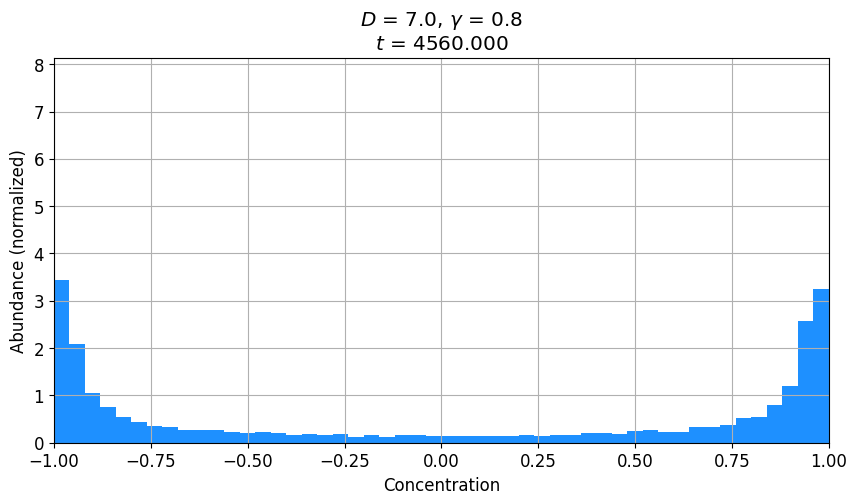 D = 7.0, γ = 0.8
t = 4560.000
Abundance (normalized)
8
7
6
5
4
3
2
1
0
−1.00 −0.75 −0.50 −0.25 0.00 0.25 0.50 0.75 1.00
Concentration